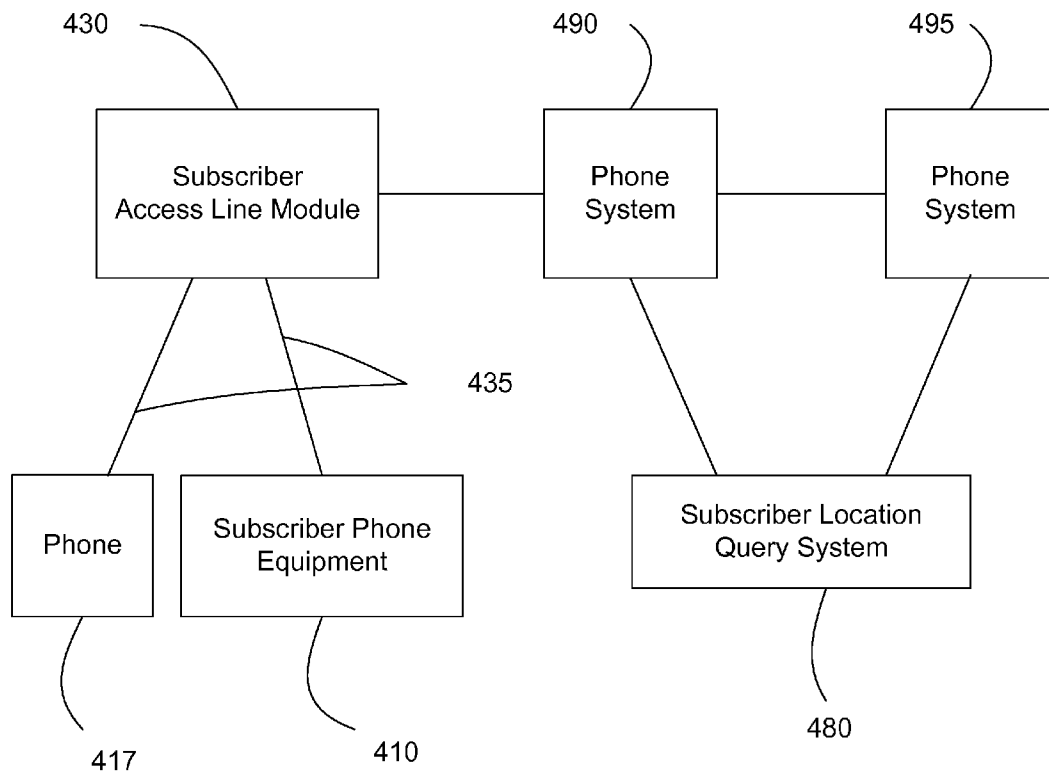 430
490
495
Subscriber
Access Line Module
Phone
System
Phone
System
435
Phone
Subscriber Phone
Equipment
Subscriber Location
Query System
417
410
480